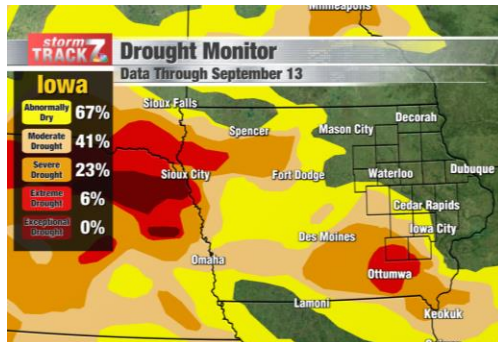 Minneapolis
storm
TRACK 7
Drought Monitor
Data Through September 13
Iowa
Abnormally
Dry
67%
Moderate
Drought
41%
Severe
Drought
23%
Extreme
Drought
6%
Exceptional
Drought
0%
Sioux Falls
Spencer
Mason City
Decorah
Sioux City
Fort Dodge
Waterloo
Dubuque
Cedar Rapids
Iowa City
Des Moines
Omaha
Ottumwa
Lamoni
Keokuk